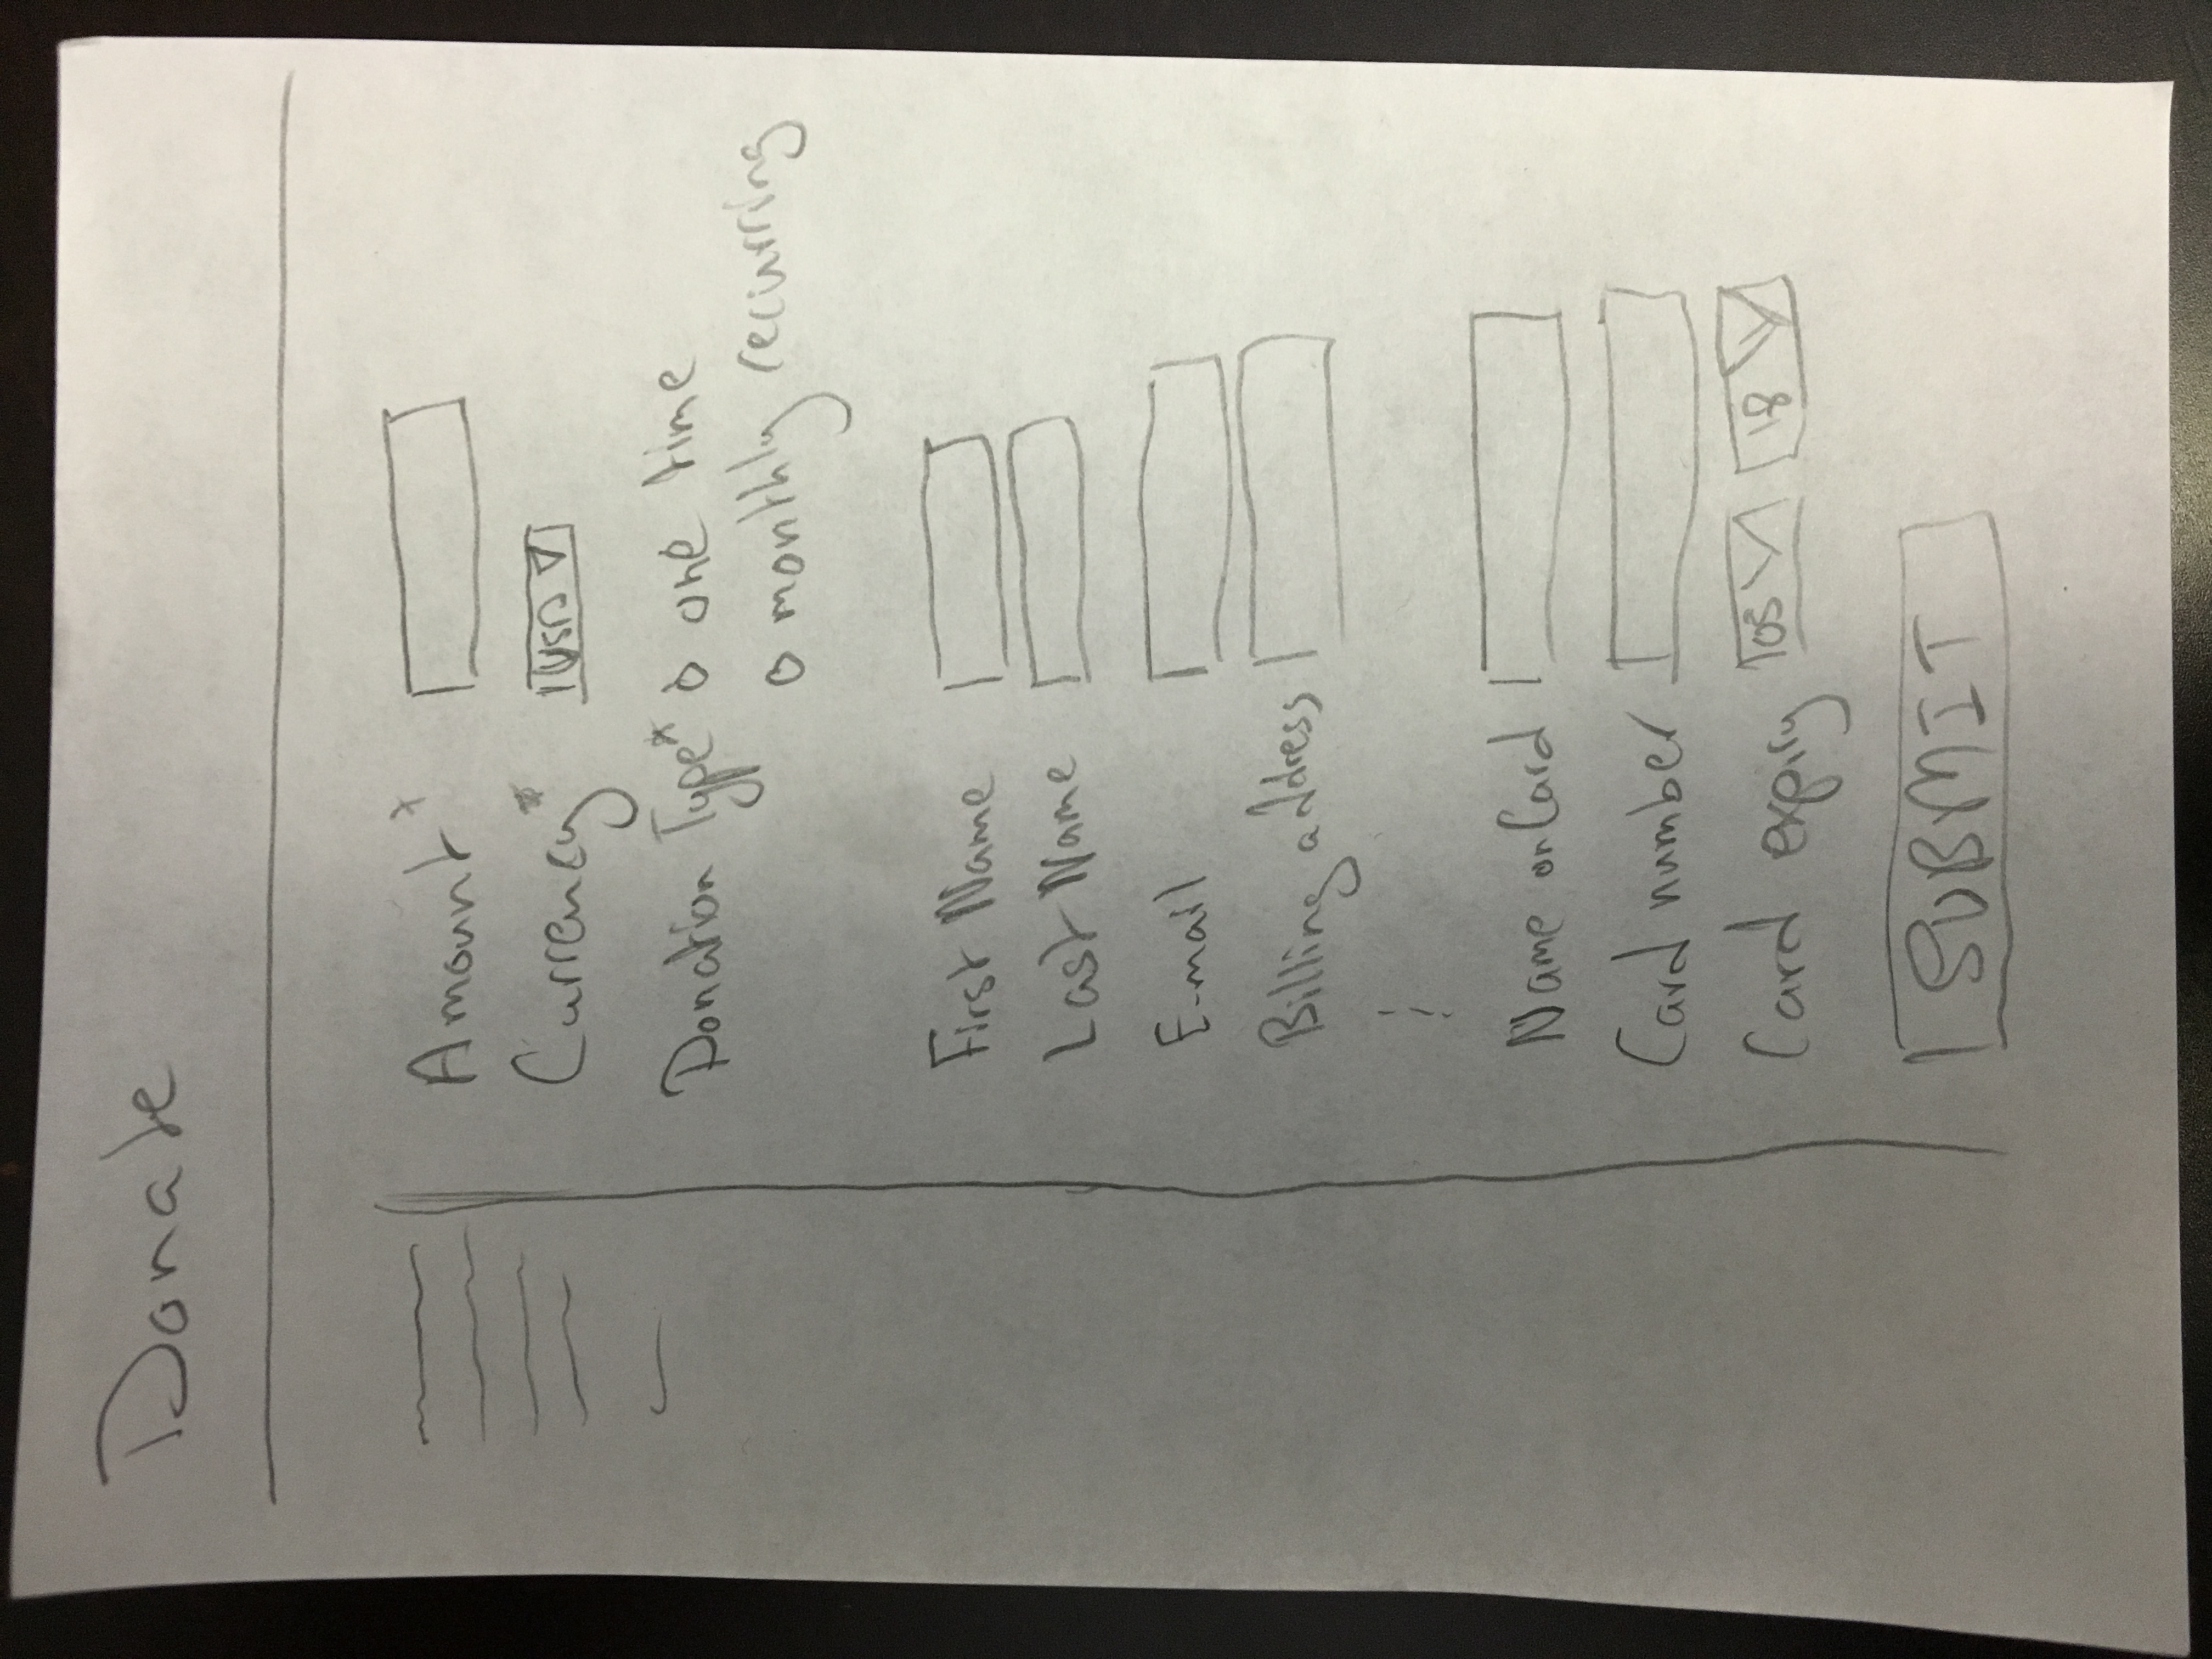 Donate
Amount*
Currency* USD
Donation Type* o one time
o monthly recurring
First Name
Last Name
E-mail
Billing address
Name on Card
Card number
Card expiry 05 18
SUBMIT